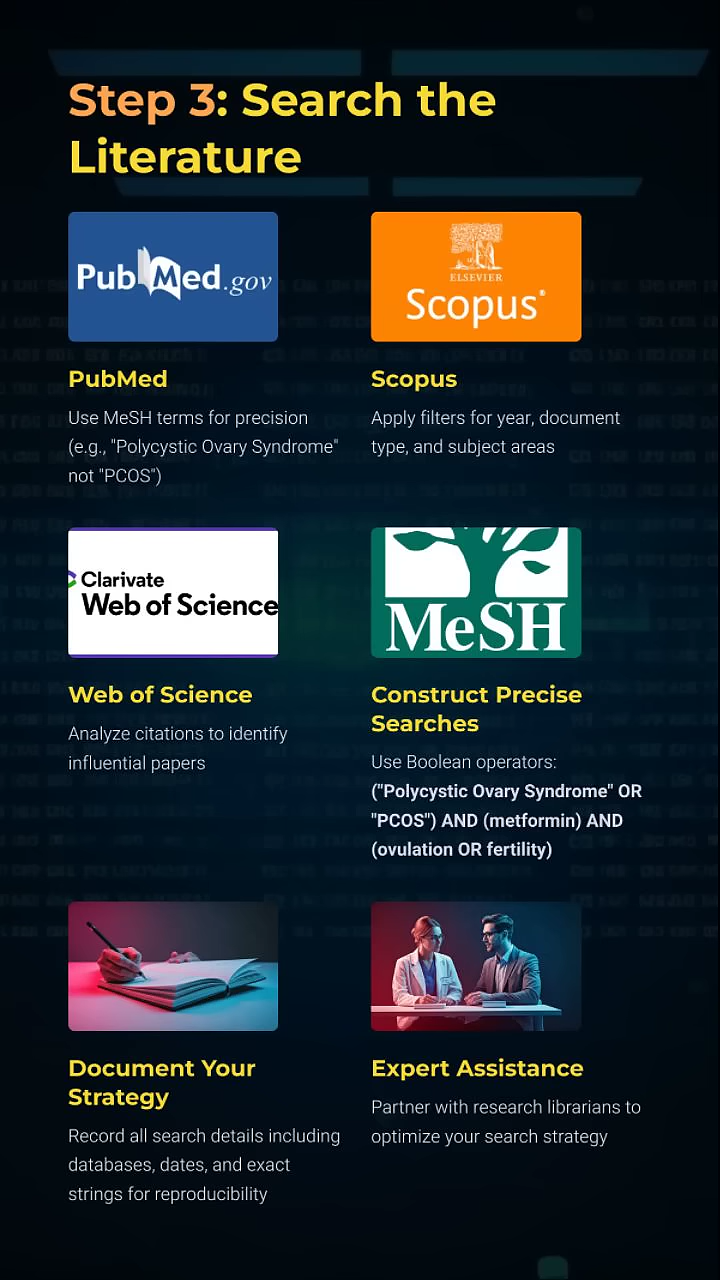 Step 3: Search the
Literature
PubMed.gov
ELSEVIER
Scopus®
PubMed
Use MeSH terms for precision
(e.g., "Polycystic Ovary Syndrome"
not "PCOS")
Scopus
Apply filters for year, document
type, and subject areas
Clarivate
Web of Science
MeSH
Web of Science
Analyze citations to identify
influential papers
Construct Precise
Searches
Use Boolean operators:
("Polycystic Ovary Syndrome" OR
"PCOS") AND (metformin) AND
(ovulation OR fertility)
Document Your
Strategy
Record all search details including
databases, dates, and exact
strings for reproducibility
Expert Assistance
Partner with research librarians to
optimize your search strategy